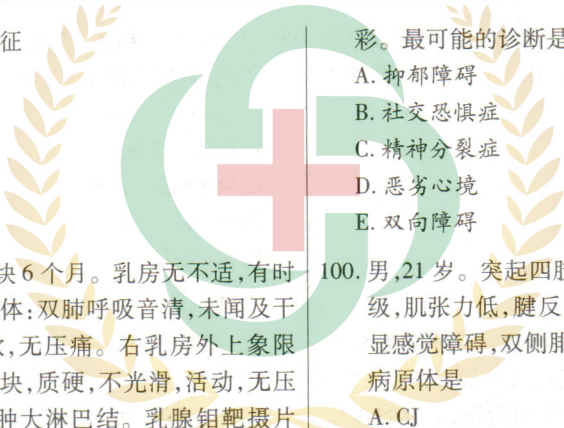 征
块6个月。乳房无不适,有时
体:双肺呼吸音清,未闻及干
,无压痛。右乳房外上象限
块,质硬,不光滑,活动,无压
肿大淋巴结。乳腺钼靶摄片
彩。最可能的诊断是
A. 抑郁障碍
B. 社交恐惧症
C. 精神分裂症
D. 恶劣心境
E. 双向障碍
100. 男,21岁。突起四肢
级,肌张力低,腱反
显感觉障碍,双侧腓
病原体是
A. CJ